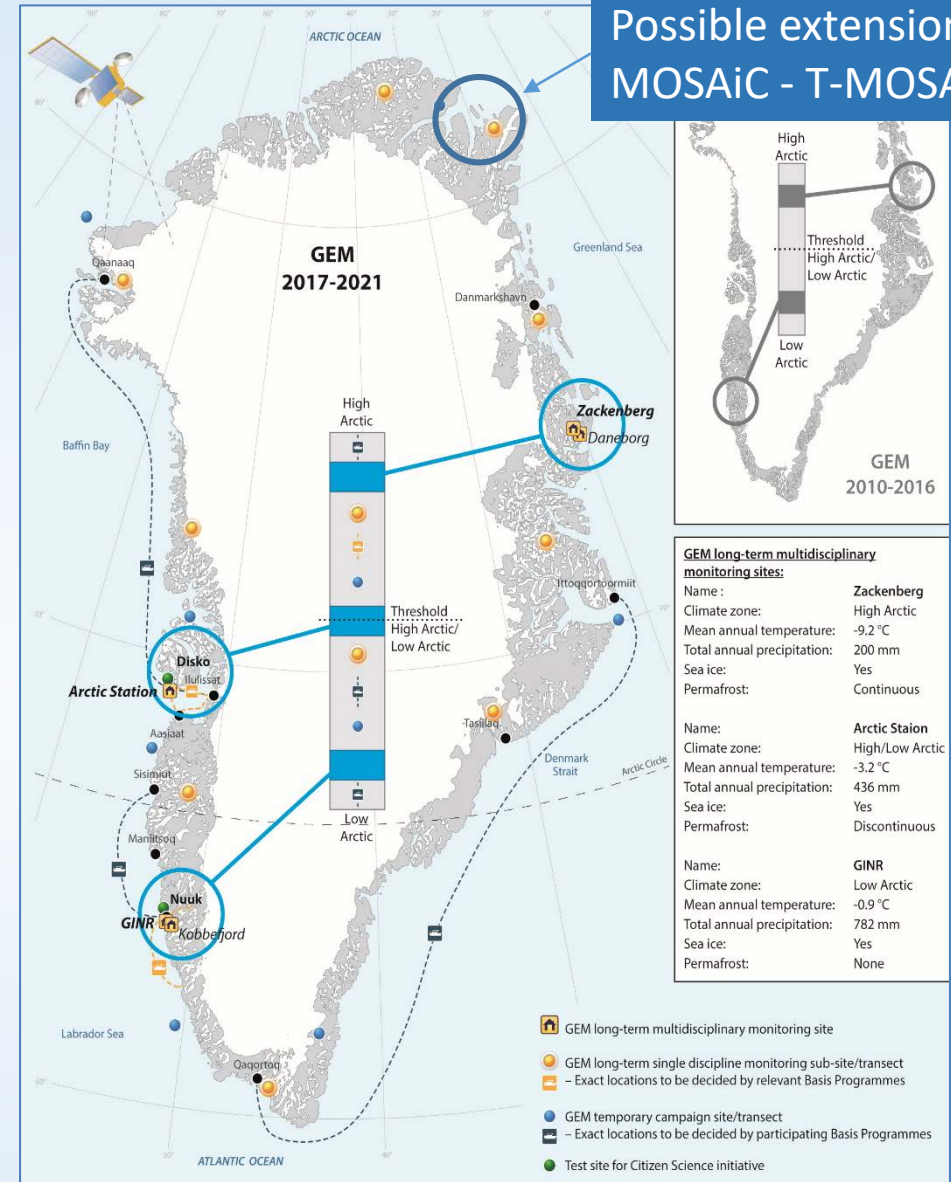 Possible extension
MOSAiC - T-MOSA
ARCTIC OCEAN
GEM
2017-2021
Qaanaaq
Greenland Sea
Danmarkshavn
Zackenberg
Daneborg
Baffin Bay
High
Arctic
Threshold
High Arctic/
Low Arctic
Low
Arctic
Ittoqqortoormiit
Disko
Ilulissat
Arctic Station
Aasiaat
Sisimiut
Maniitsoq
Tasiilaq
Denmark
Strait
Arctic Circle
Nuuk
GINR
Kobbefjord
Labrador Sea
Qaqortoq
ATLANTIC OCEAN
High
Arctic
Threshold
High Arctic/
Low Arctic
Low
Arctic
GEM
2010-2016
GEM long-term multidisciplinary
monitoring sites:
Name : Zackenberg
Climate zone: High Arctic
Mean annual temperature: -9.2 °C
Total annual precipitation: 200 mm
Sea ice: Yes
Permafrost: Continuous
Name: Arctic Staion
Climate zone: High/Low Arctic
Mean annual temperature: -3.2 °C
Total annual precipitation: 436 mm
Sea ice: Yes
Permafrost: Discontinuous
Name: GINR
Climate zone: Low Arctic
Mean annual temperature: -0.9 °C
Total annual precipitation: 782 mm
Sea ice: Yes
Permafrost: None
GEM long-term multidisciplinary monitoring site
GEM long-term single discipline monitoring sub-site/transect
– Exact locations to be decided by relevant Basis Programmes
GEM temporary campaign site/transect
– Exact locations to be decided by participating Basis Programmes
Test site for Citizen Science initiative